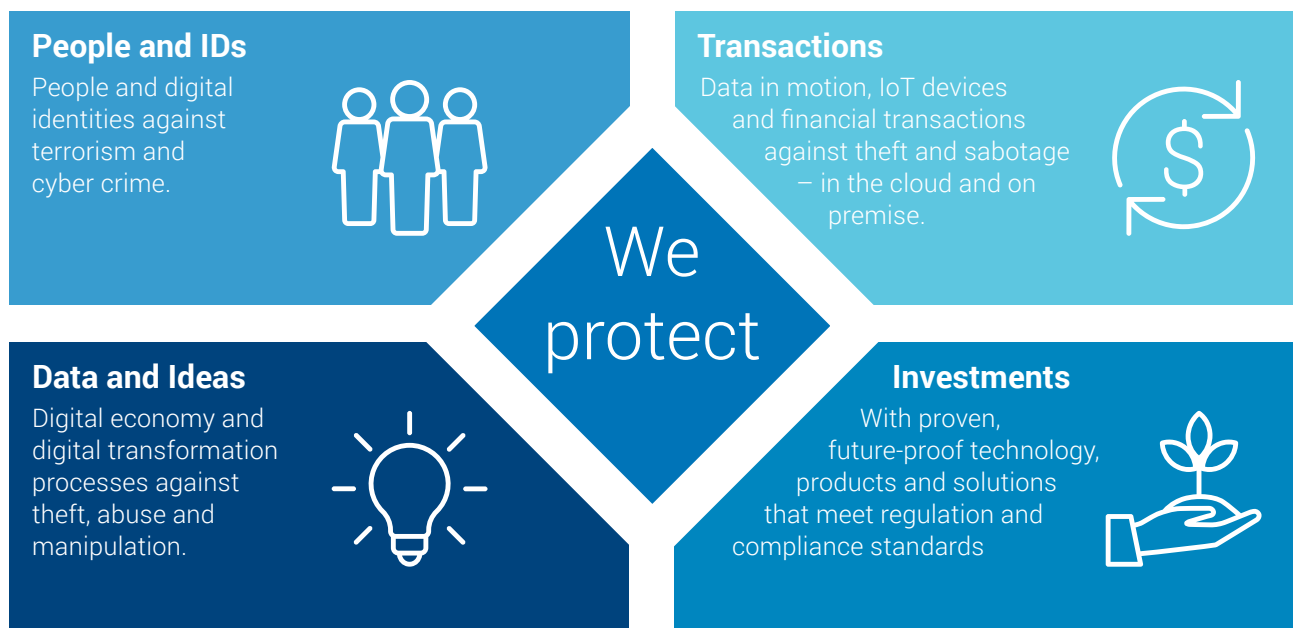 People and IDs
People and digital
identities against
terrorism and
cyber crime.
Transactions
Data in motion, IoT devices
and financial transactions
against theft and sabotage
– in the cloud and on
premise.
We
protect
Data and Ideas
Digital economy and
digital transformation
processes against
theft, abuse and
manipulation.
Investments
With proven,
future-proof technology,
products and solutions
that meet regulation and
compliance standards
$